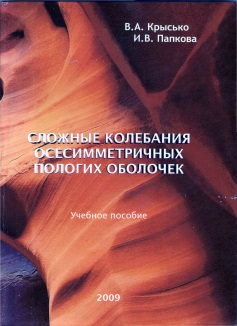 В.А. Крысько
И.В. Папкова
СЛОЖНЫЕ КОЛЕБАНИЯ
ОСЕСИММЕТРИЧНЫХ
ПОЛОГИХ ОБОЛОЧЕК
Учебное пособие
2009